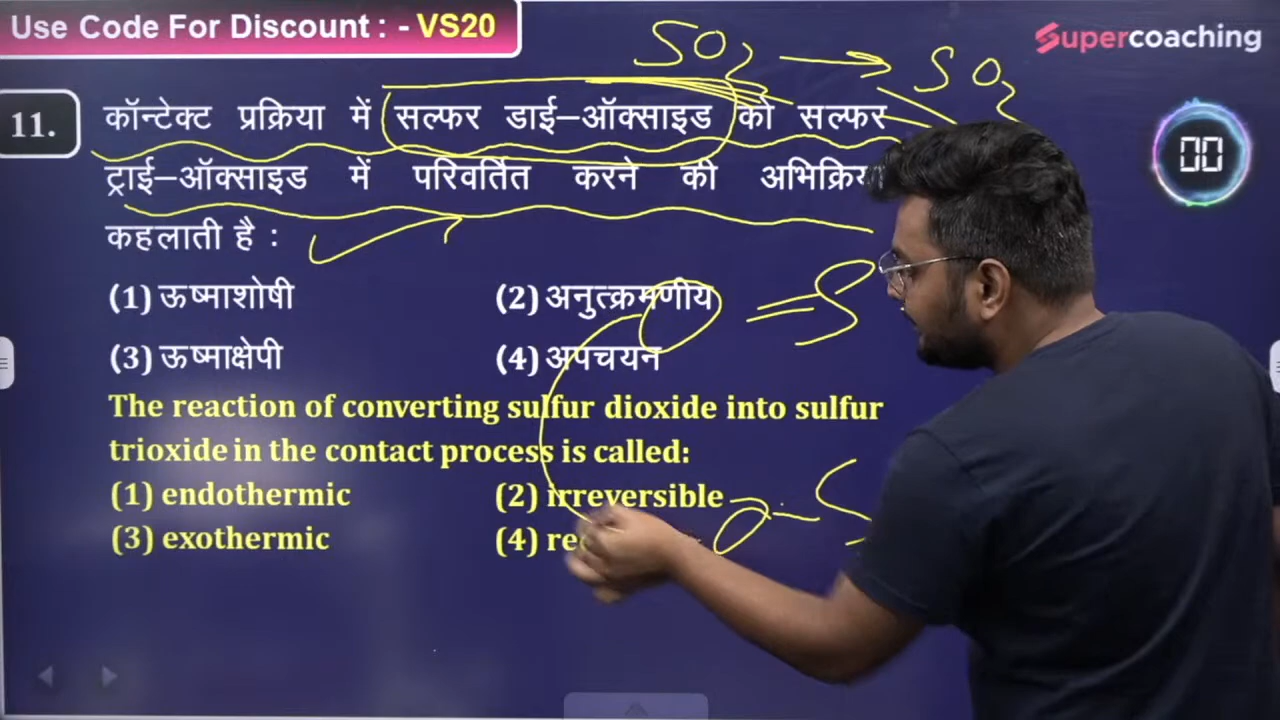 Use Code For Discount : - VS20
SO₂ → SO₂
Supercoaching
11.
कॉन्टेक्ट प्रक्रिया में सल्फर डाई–ऑक्साइड को सल्फर
ट्राई–ऑक्साइड में परिवर्तित करने की
कहलाती है :
00
(1) ऊष्माशोषी (2) अनुत्क्रमणीय
(3) ऊष्माक्षेपी (4) अपचयन
The reaction of converting sulfur dioxide into sulfur
trioxide in the contact process is called:
(1) endothermic (2) irreversible
(3) exothermic (4)